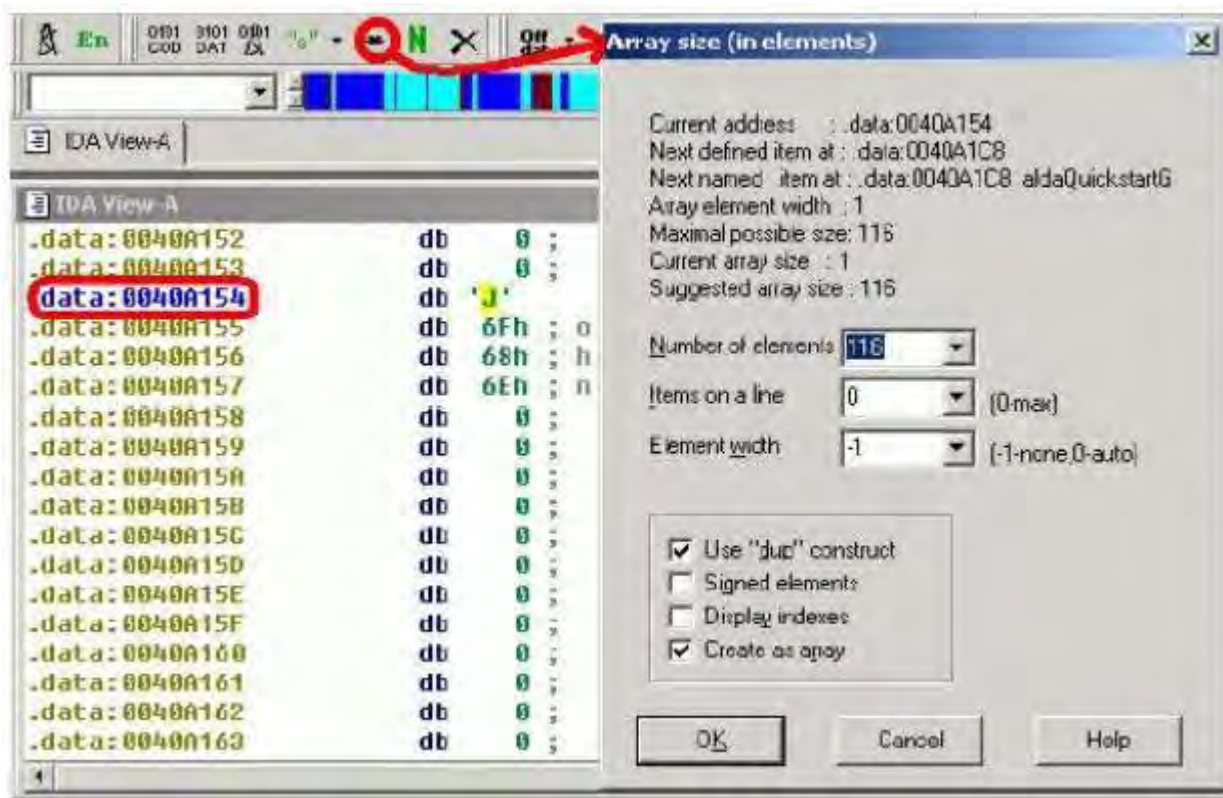 En 0101 COD 0101 DAT 0101 "s" * N Off
Array size (in elements)
IDA View-A
IDA View-A
Current address : .data:0040A154
Next defined item at : .data:0040A1C8
Next named item at : .data:0040A1C8 aIdaQuickstartG
Array element width : 1
Maximal possible size: 116
Current array size : 1
Suggested array size : 116
Number of elements 116
Items on a line 0 (0-max)
Element width -1 (-1-none,0-auto)
Use "dup" construct
Signed elements
Display indexes
Create as array
OK Cancel Help
.data:0040A152 db 0 ;
.data:0040A153 db 0 ;
data:0040A154 db 'J'
.data:0040A155 db 6Fh ; o
.data:0040A156 db 68h ; h
.data:0040A157 db 6Eh ; n
.data:0040A158 db 0 ;
.data:0040A159 db 0 ;
.data:0040A15A db 0 ;
.data:0040A15B db 0 ;
.data:0040A15C db 0 ;
.data:0040A15D db 0 ;
.data:0040A15E db 0 ;
.data:0040A15F db 0 ;
.data:0040A160 db 0 ;
.data:0040A161 db 0 ;
.data:0040A162 db 0 ;
.data:0040A163 db 0 ;